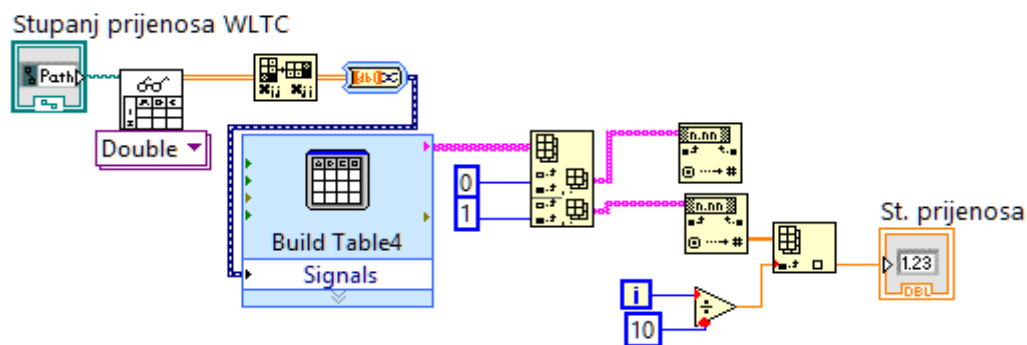 Stupanj prijenosa WLTC
Path
Double
Build Table4
Signals
0
1
n.nn
n.nn
i
10
St. prijenosa
1.23
DBL